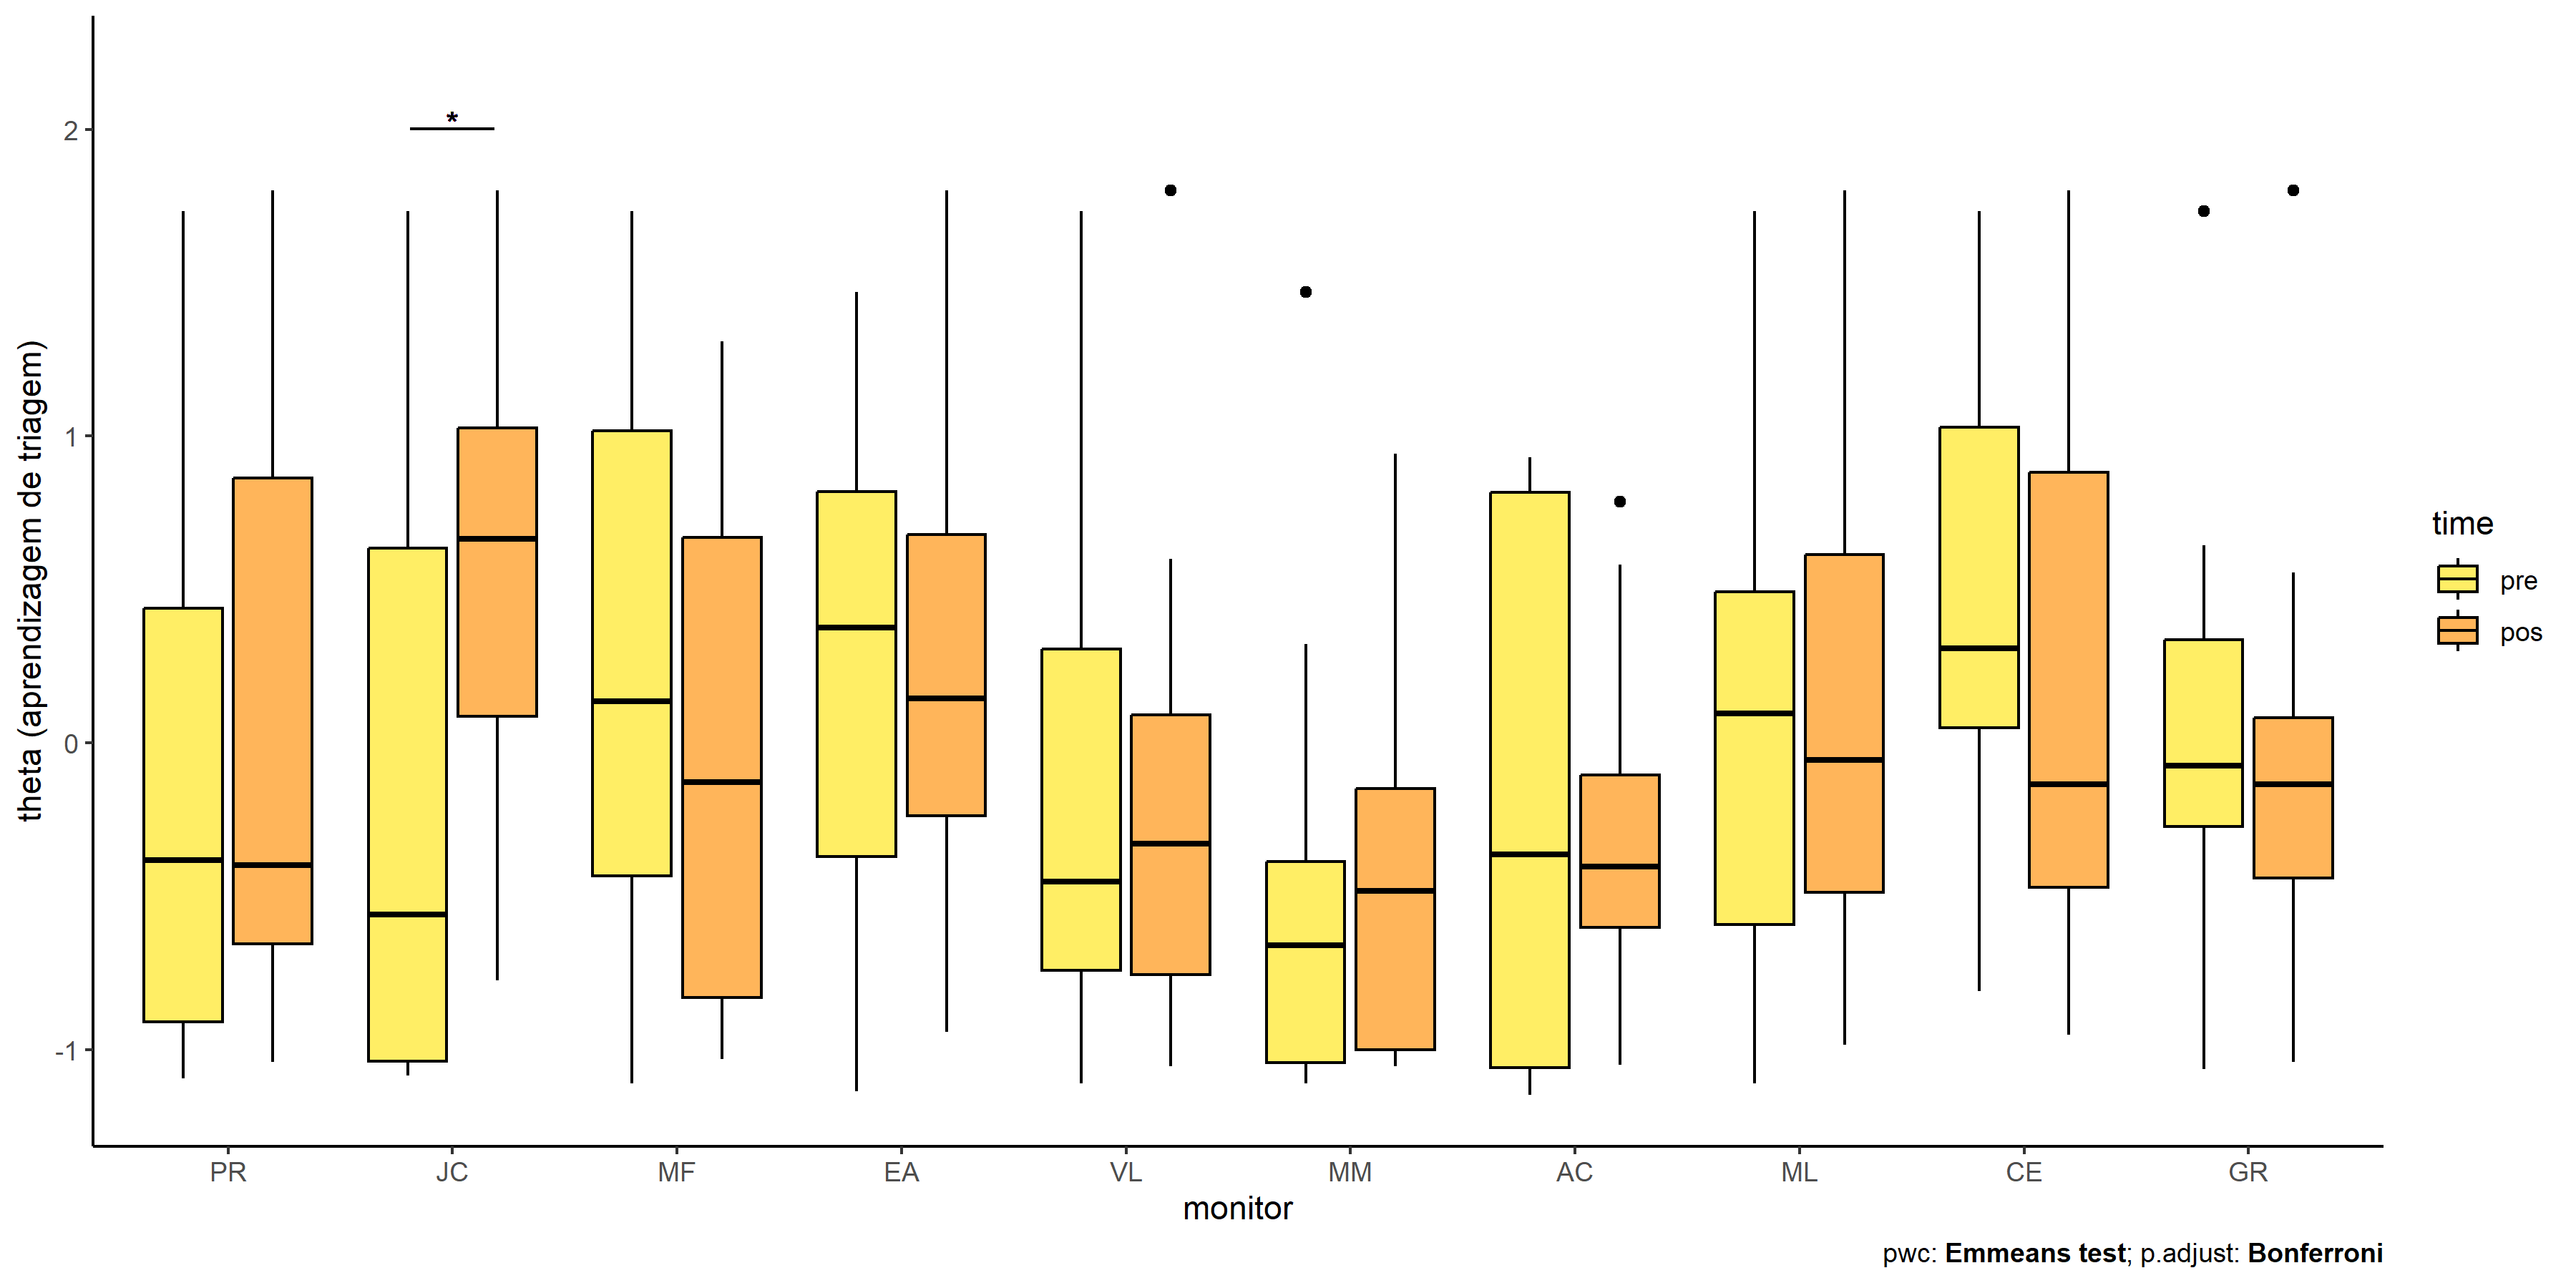 theta (aprendizagem de triagem)
2
1
0
-1
*
PR JC MF EA VL MM AC ML CE GR
monitor
time
pre
pos
pwc: Emmeans test; p.adjust: Bonferroni